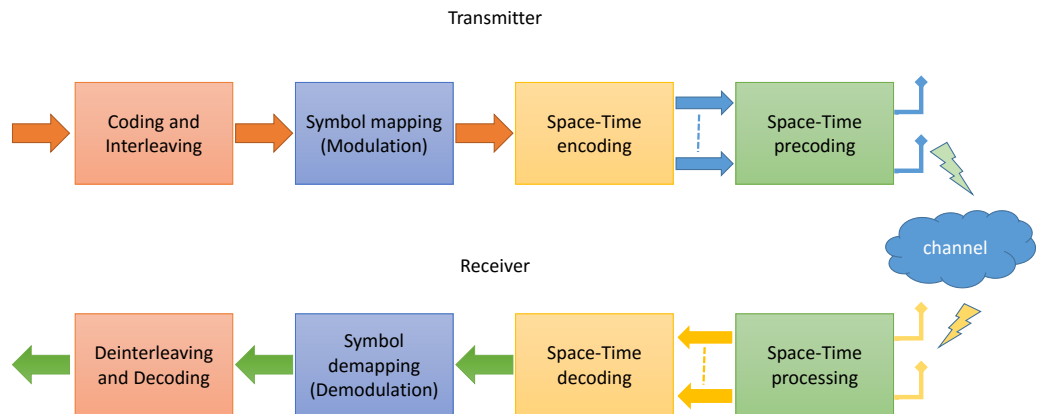 Transmitter
Coding and
Interleaving
Symbol mapping
(Modulation)
Space-Time
encoding
Space-Time
precoding
channel
Receiver
Deinterleaving
and Decoding
Symbol
demapping
(Demodulation)
Space-Time
decoding
Space-Time
processing